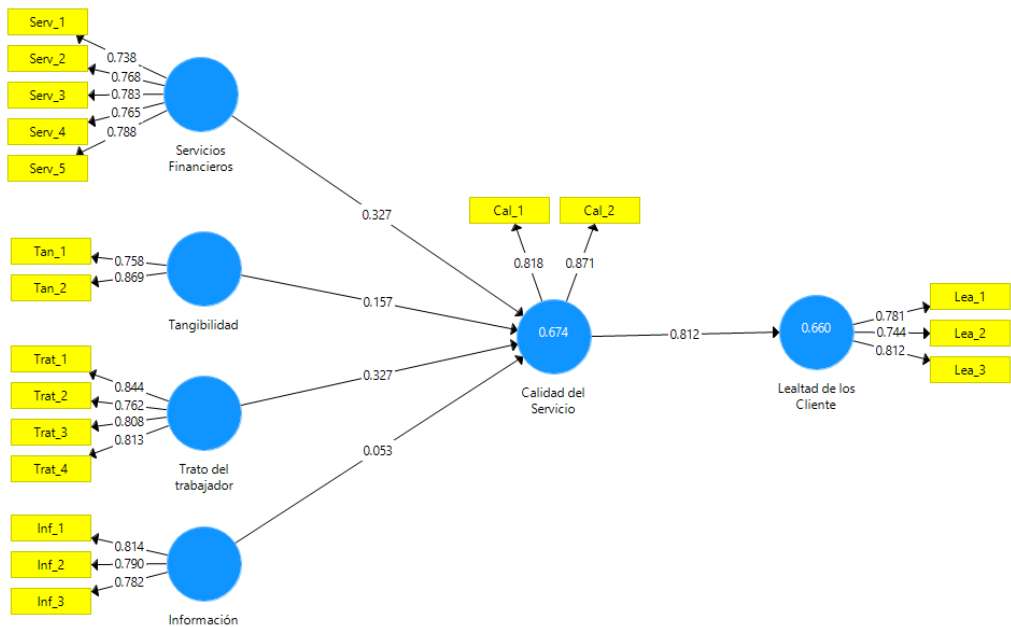 Serv_1
Serv_2
Serv_3
Serv_4
Serv_5
0.738
0.768
0.783
0.765
0.788
Servicios
Financieros
0.327
Tan_1
Tan_2
0.758
0.869
Tangibilidad
0.157
Trat_1
Trat_2
Trat_3
Trat_4
0.844
0.762
0.808
0.813
Trato del
trabajador
0.327
Inf_1
Inf_2
Inf_3
0.814
0.790
0.782
Información
0.053
Cal_1
Cal_2
0.818
0.871
0.674
Calidad del
Servicio
0.812
0.660
Lealtad de los
Cliente
0.781
0.744
0.812
Lea_1
Lea_2
Lea_3